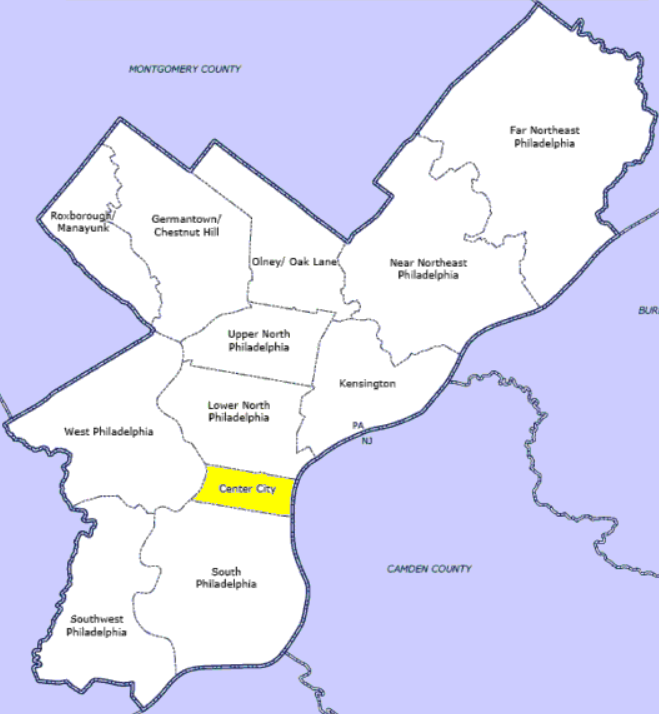 MONTGOMERY COUNTY
Far Northeast
Philadelphia
Roxborough/
Manayunk
Germantown/
Chestnut Hill
Olney/ Oak Lane
Near Northeast
Philadelphia
BUR
Upper North
Philadelphia
Kensington
Lower North
Philadelphia
West Philadelphia
PA
NJ
Center City
CAMDEN COUNTY
South
Philadelphia
Southwest
Philadelphia